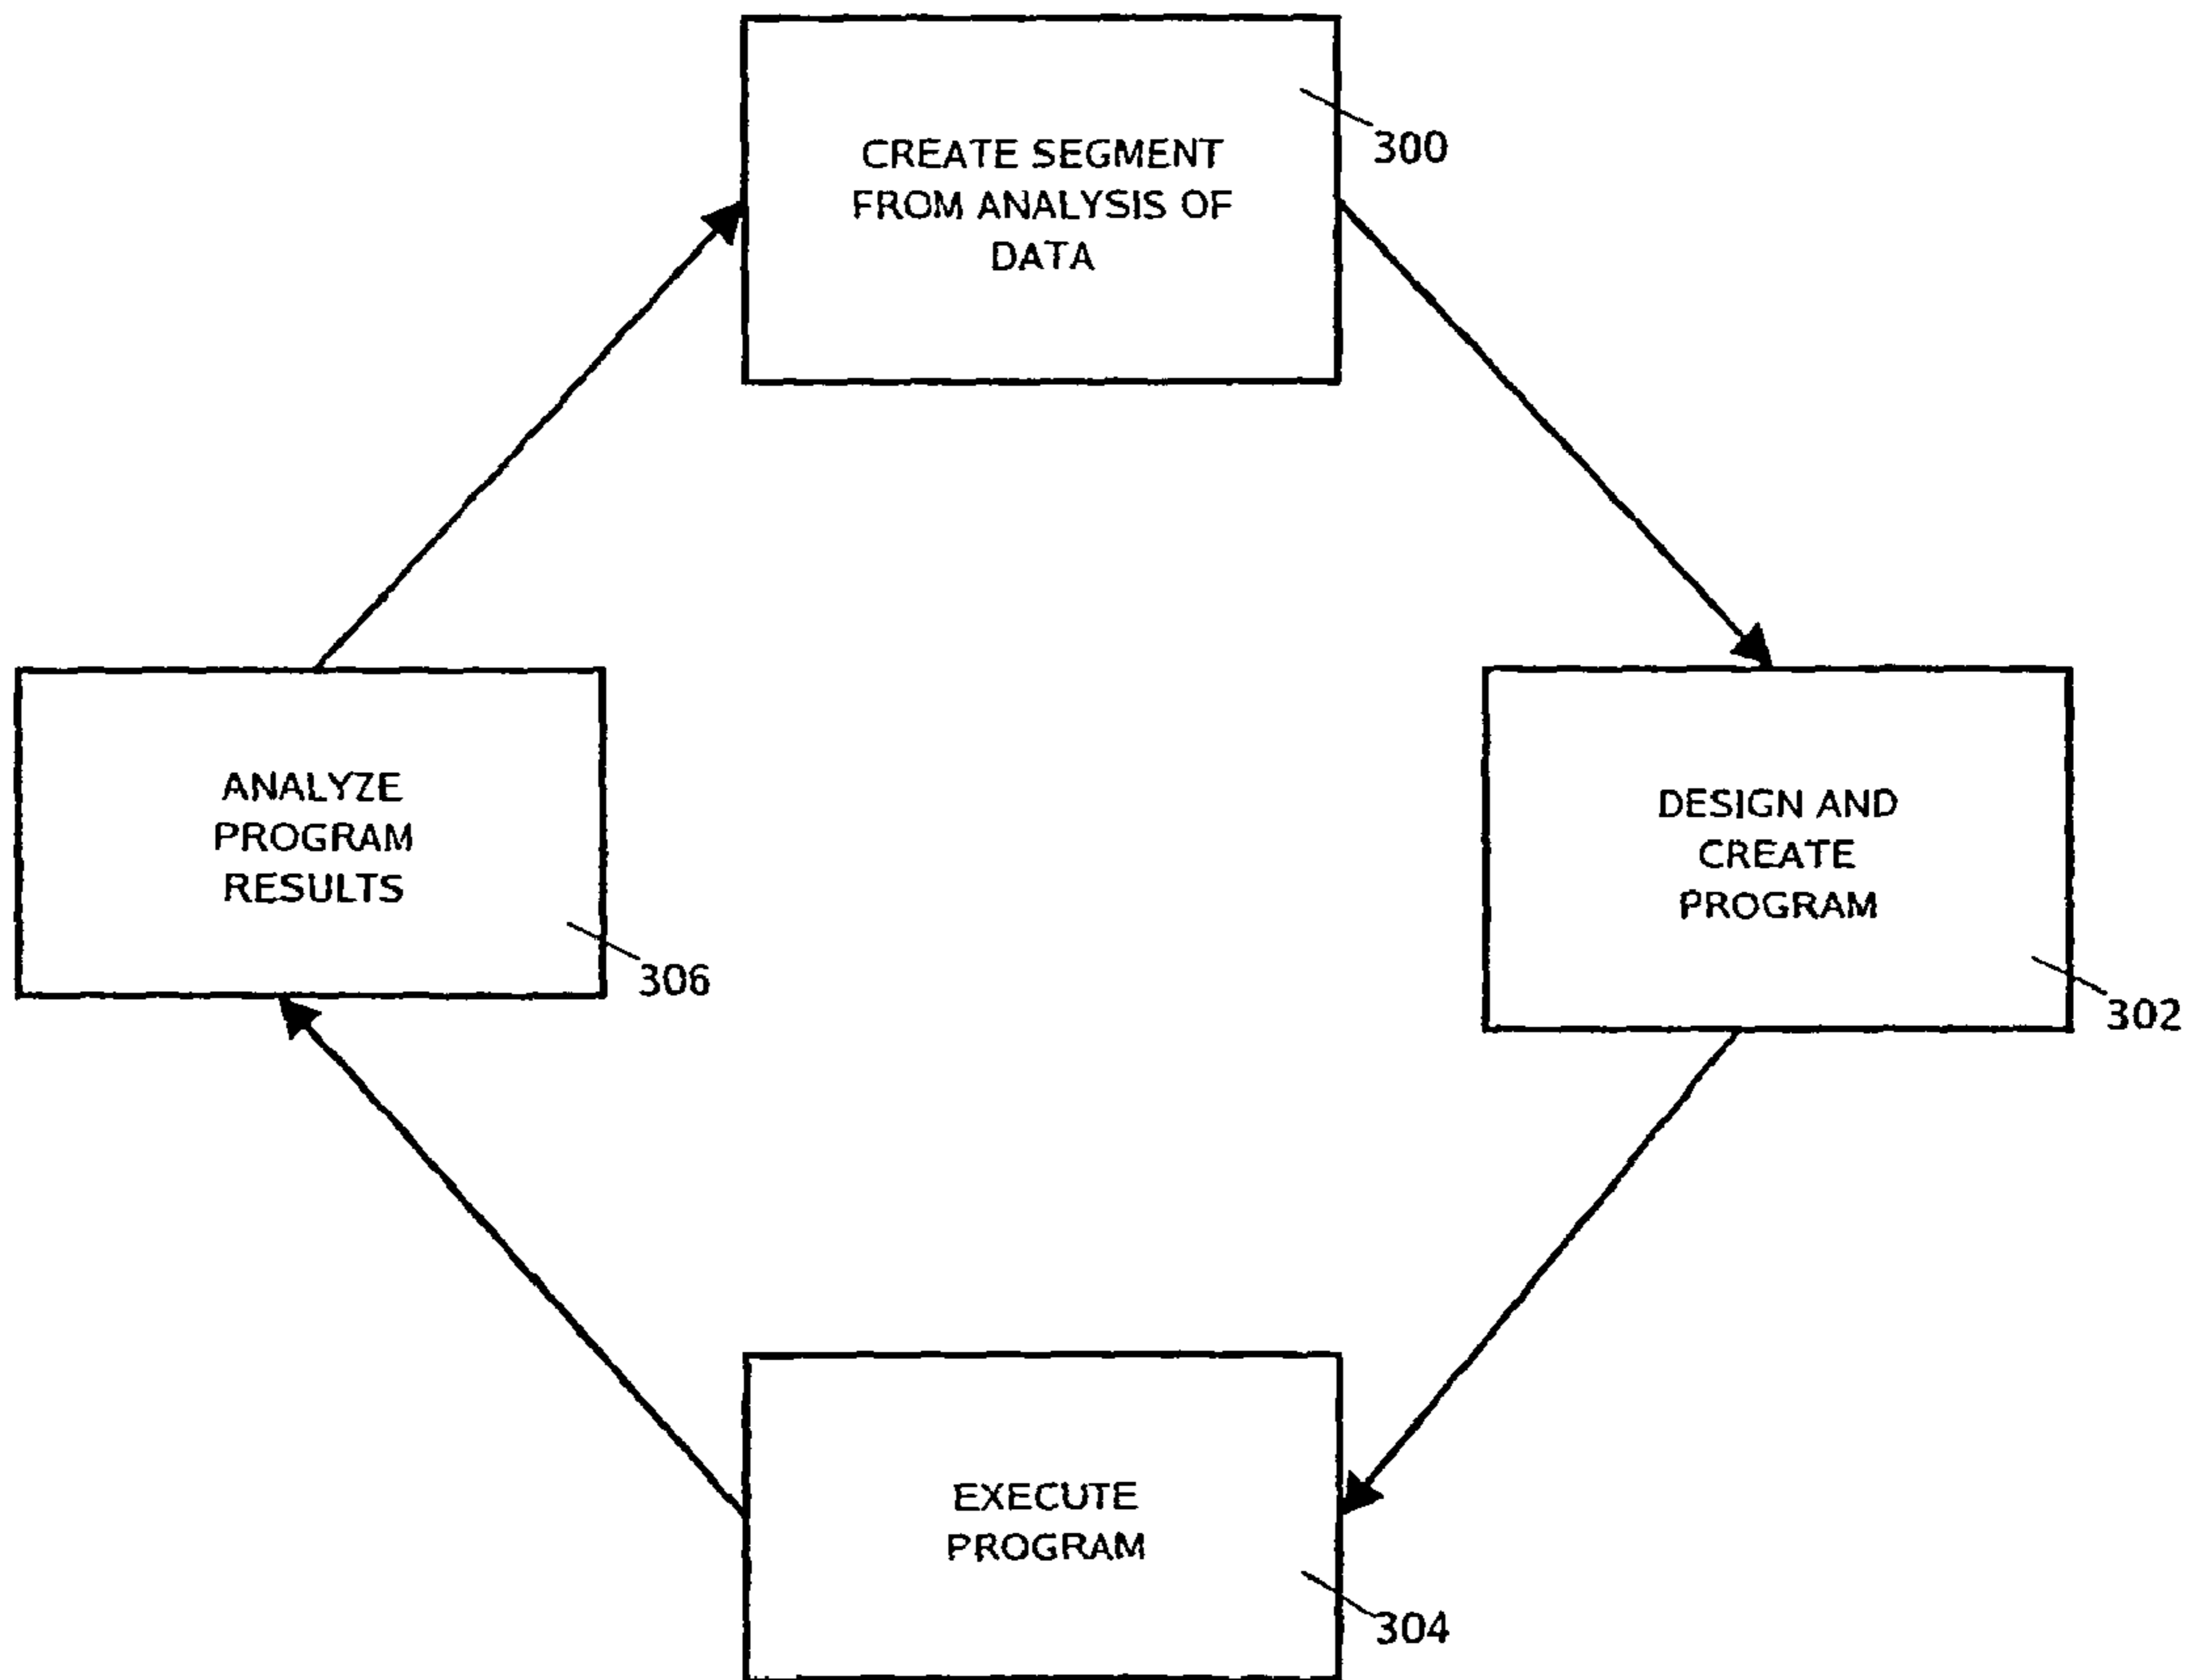 CREATE SEGMENT
FROM ANALYSIS OF
DATA
300
ANALYZE
PROGRAM
RESULTS
306
DESIGN AND
CREATE
PROGRAM
302
EXECUTE
PROGRAM
304